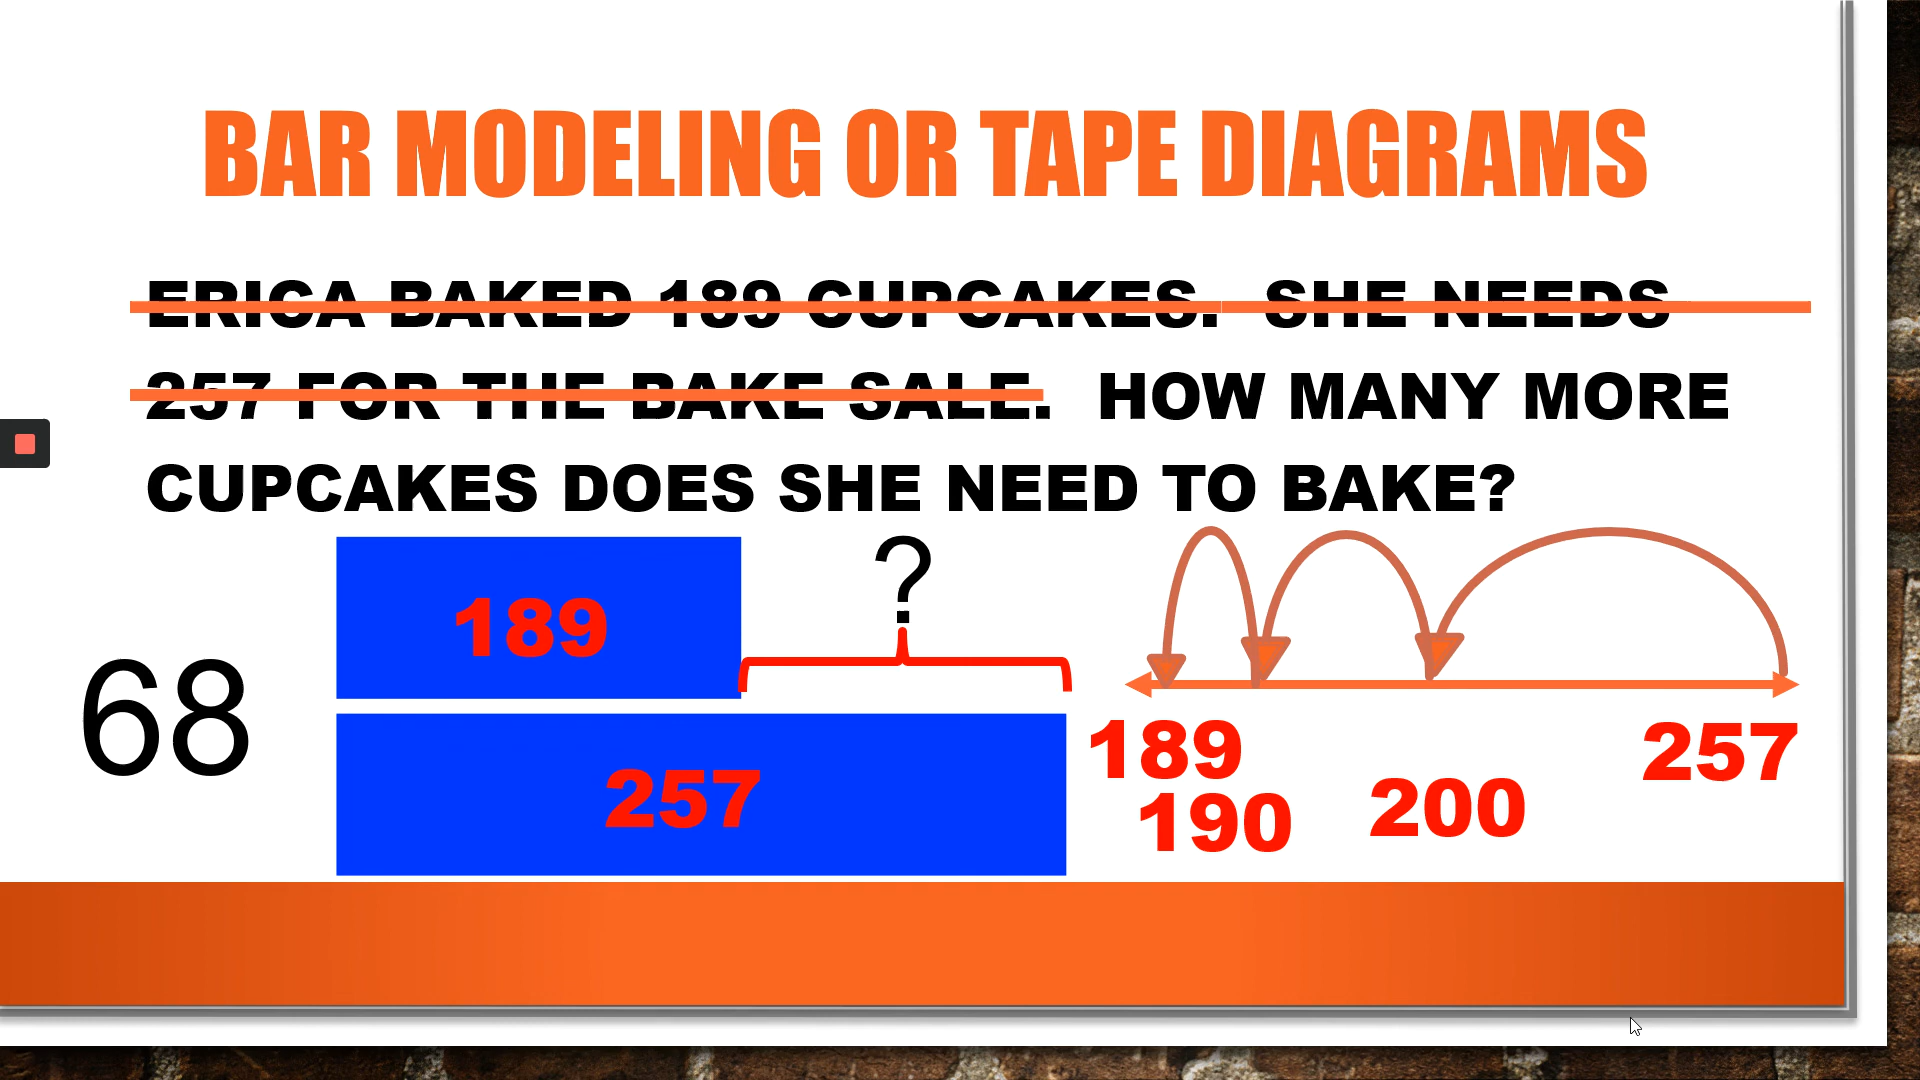 BAR MODELING OR TAPE DIAGRAMS
ERICA BAKED 189 CUPCAKES. SHE NEEDS
257 FOR THE BAKE SALE. HOW MANY MORE
CUPCAKES DOES SHE NEED TO BAKE?
?
189
68
257
189
257
190
200